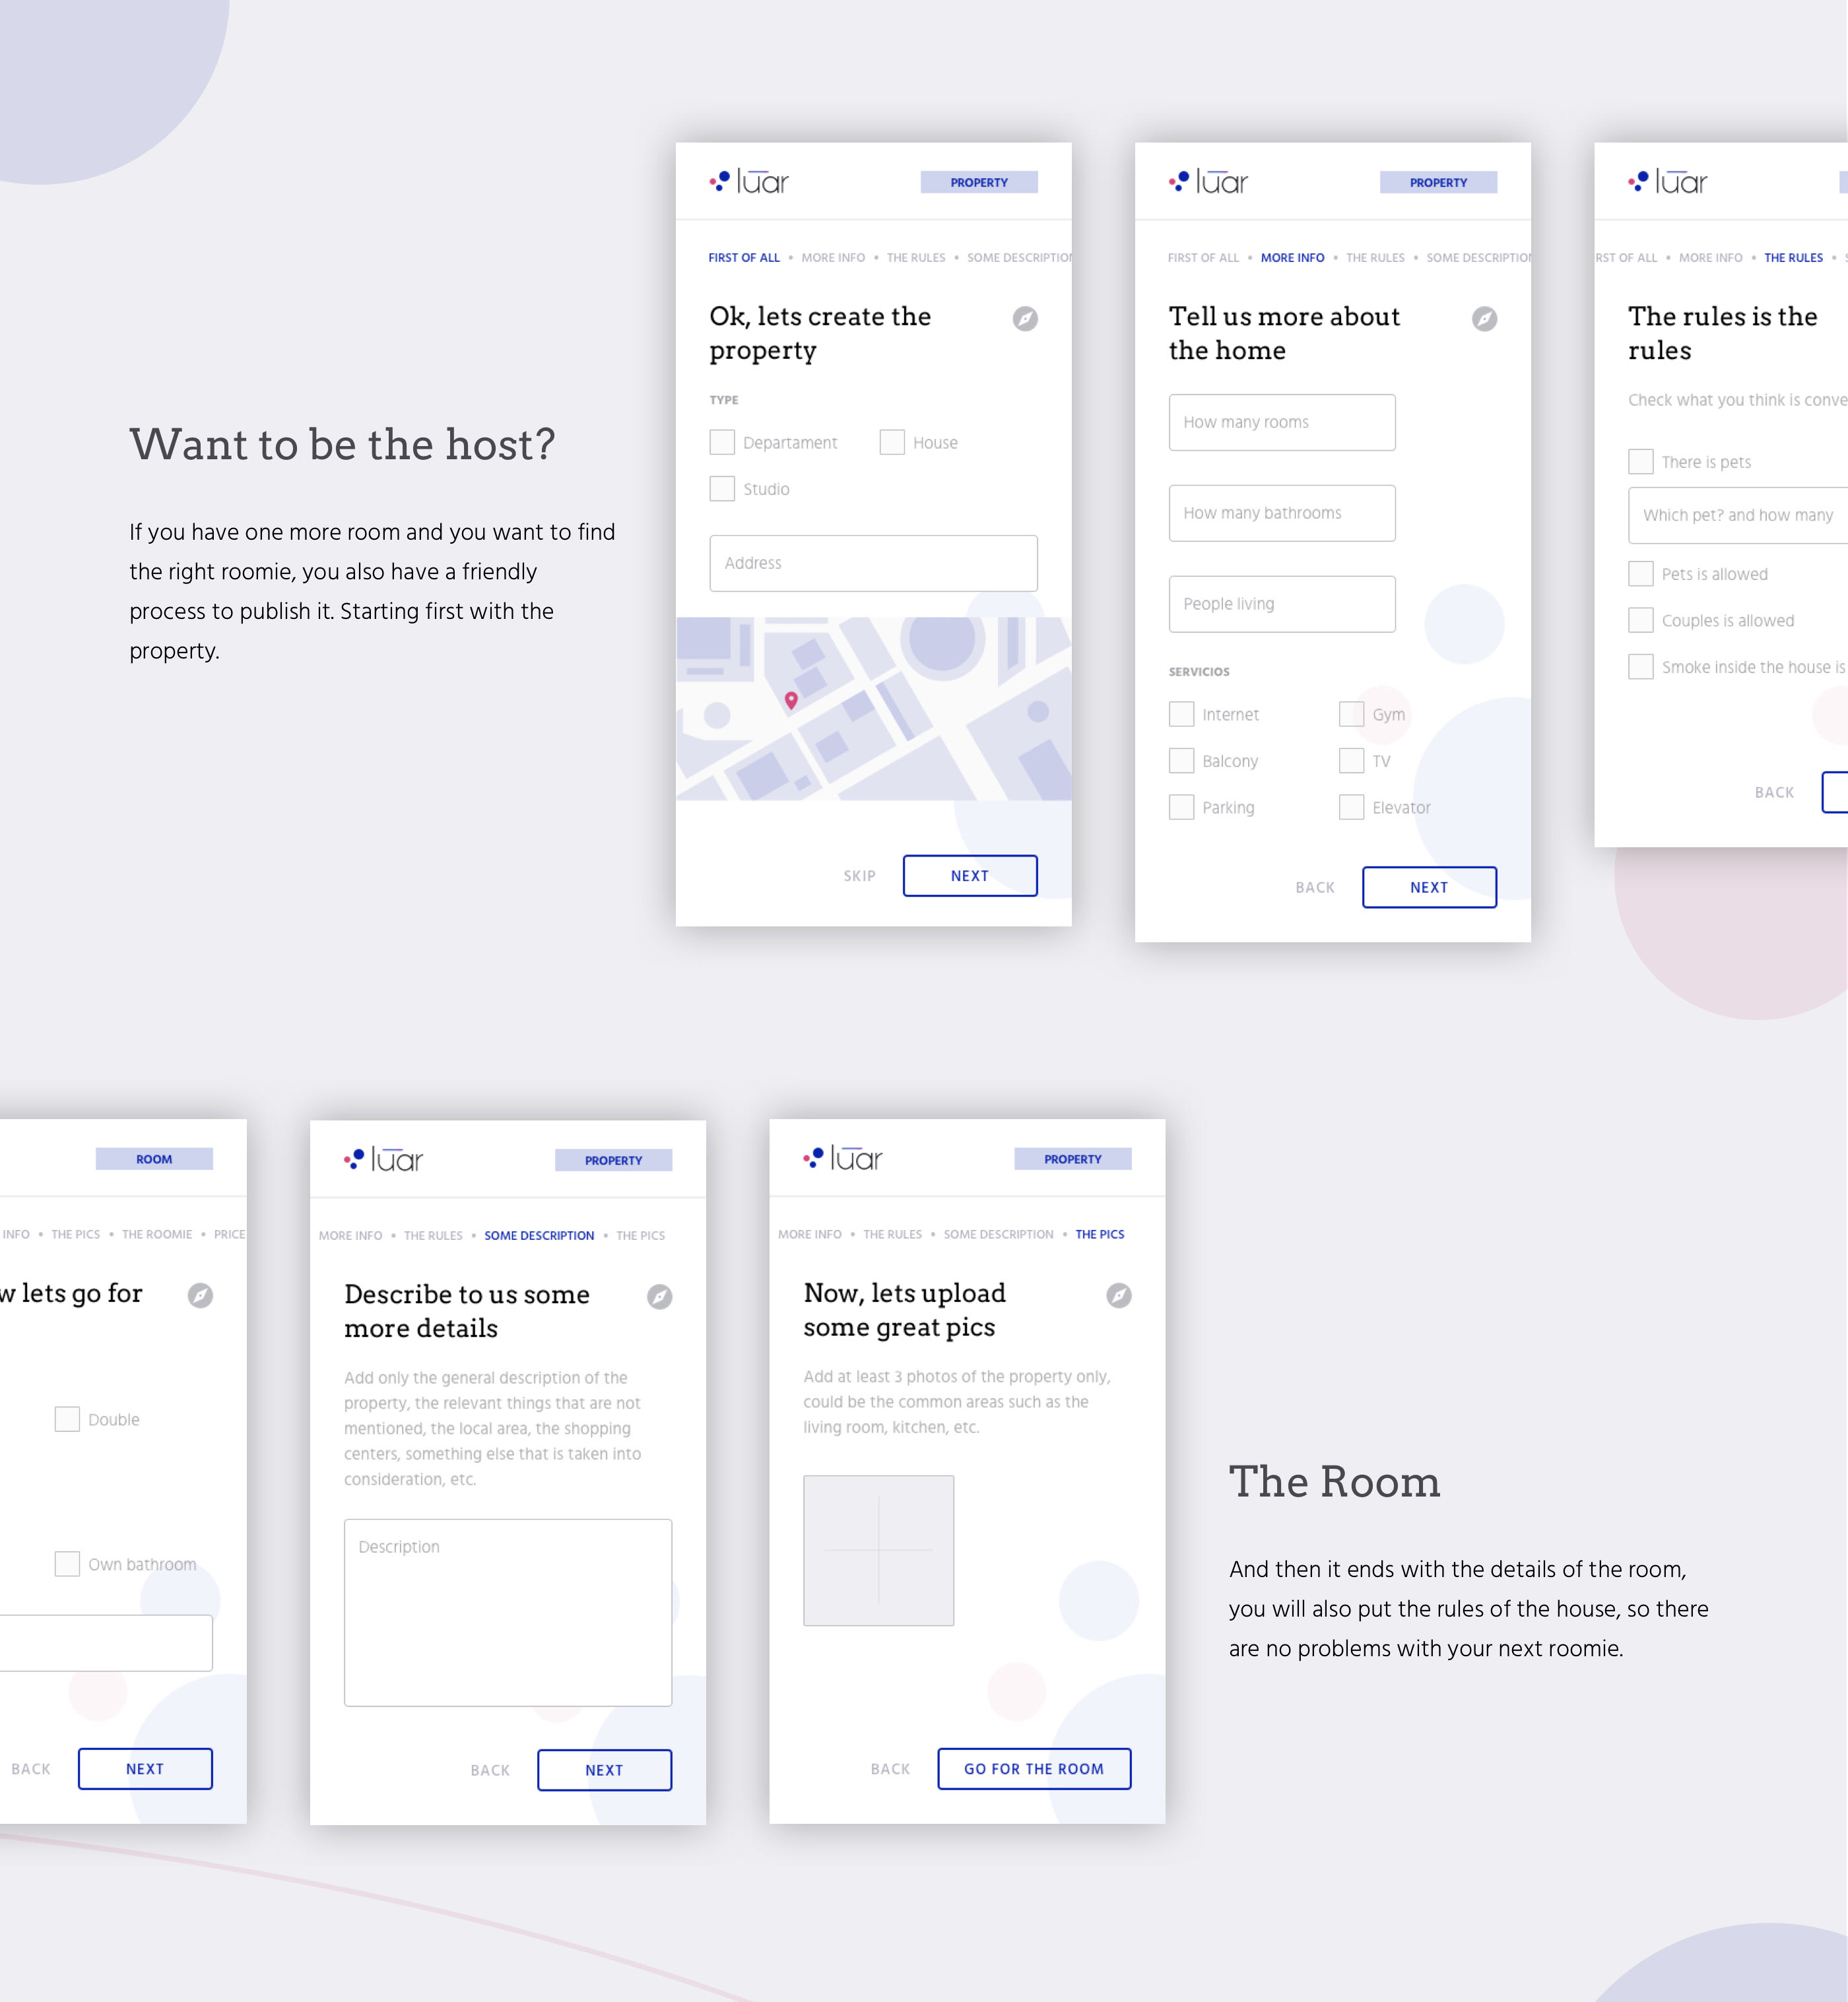 Want to be the host?
If you have one more room and you want to find
the right roomie, you also have a friendly
process to publish it. Starting first with the
property.
lūar
PROPERTY
FIRST OF ALL • MORE INFO • THE RULES • SOME DESCRIPTION
Ok, lets create the
property
TYPE
Departament
House
Studio
Address
SKIP
NEXT
lūar
PROPERTY
FIRST OF ALL • MORE INFO • THE RULES • SOME DESCRIPTION
Tell us more about
the home
How many rooms
How many bathrooms
People living
SERVICIOS
Internet
Gym
Balcony
TV
Parking
Elevator
BACK
NEXT
lūar
RST OF ALL • MORE INFO • THE RULES •
The rules is the
rules
Check what you think is conve
There is pets
Which pet? and how many
Pets is allowed
Couples is allowed
Smoke inside the house is
BACK
ROOM
INFO • THE PICS • THE ROOMIE • PRICE
w lets go for
Double
Own bathroom
BACK
NEXT
lūar
PROPERTY
MORE INFO • THE RULES • SOME DESCRIPTION • THE PICS
Describe to us some
more details
Add only the general description of the
property, the relevant things that are not
mentioned, the local area, the shopping
centers, something else that is taken into
consideration, etc.
Description
BACK
NEXT
lūar
PROPERTY
MORE INFO • THE RULES • SOME DESCRIPTION • THE PICS
Now, lets upload
some great pics
Add at least 3 photos of the property only,
could be the common areas such as the
living room, kitchen, etc.
BACK
GO FOR THE ROOM
The Room
And then it ends with the details of the room,
you will also put the rules of the house, so there
are no problems with your next roomie.